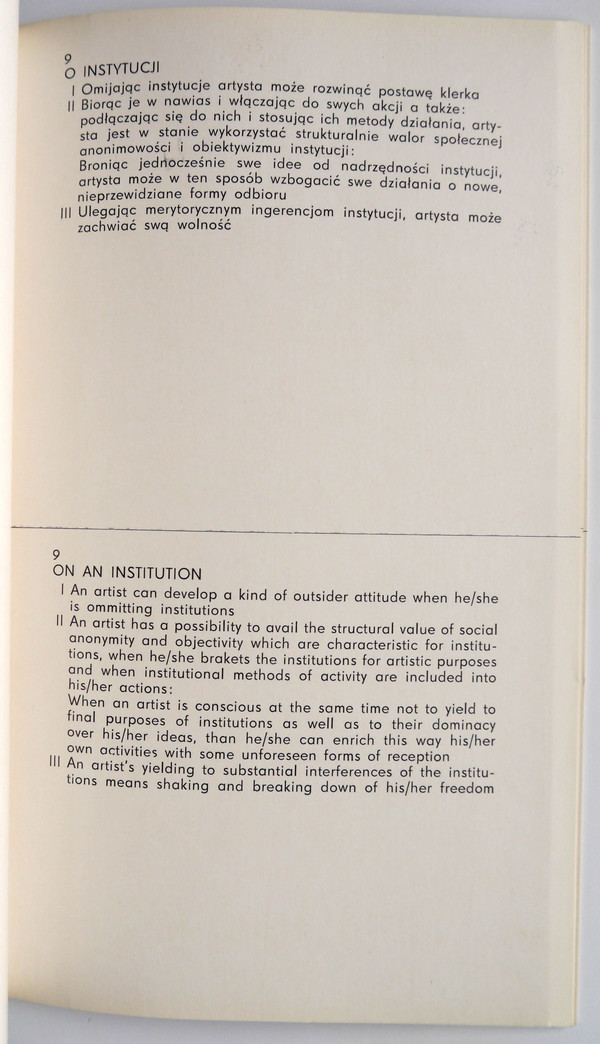 9
O INSTYTUCJI
I Omijając instytucje artysta może rozwinąć postawę klerka
II Biorąc je w nawias i włączając do swych akcji a także:
podłączając się do nich i stosując ich metody działania, arty-
sta jest w stanie wykorzystać strukturalnie walor społecznej
anonimowości i obiektywizmu instytucji:
Broniąc jednocześnie swe idee od nadrzędności instytucji,
artysta może w ten sposób wzbogacić swe działania o nowe,
nieprzewidziane formy odbioru
III Ulegając merytorycznym ingerencjom instytucji, artysta może
zachwiać swą wolność
9
ON AN INSTITUTION
I An artist can develop a kind of outsider attitude when he/she
is ommitting institutions
II An artist has a possibility to avail the structural value of social
anonymity and objectivity which are characteristic for institu-
tions, when he/she brakets the institutions for artistic purposes
and when institutional methods of activity are included into
his/her actions:
When an artist is conscious at the same time not to yield to
final purposes of institutions as well as to their dominacy
over his/her ideas, than he/she can enrich this way his/her
own activities with some unforeseen forms of reception
III An artist's yielding to substantial interferences of the institu-
tions means shaking and breaking down of his/her freedom